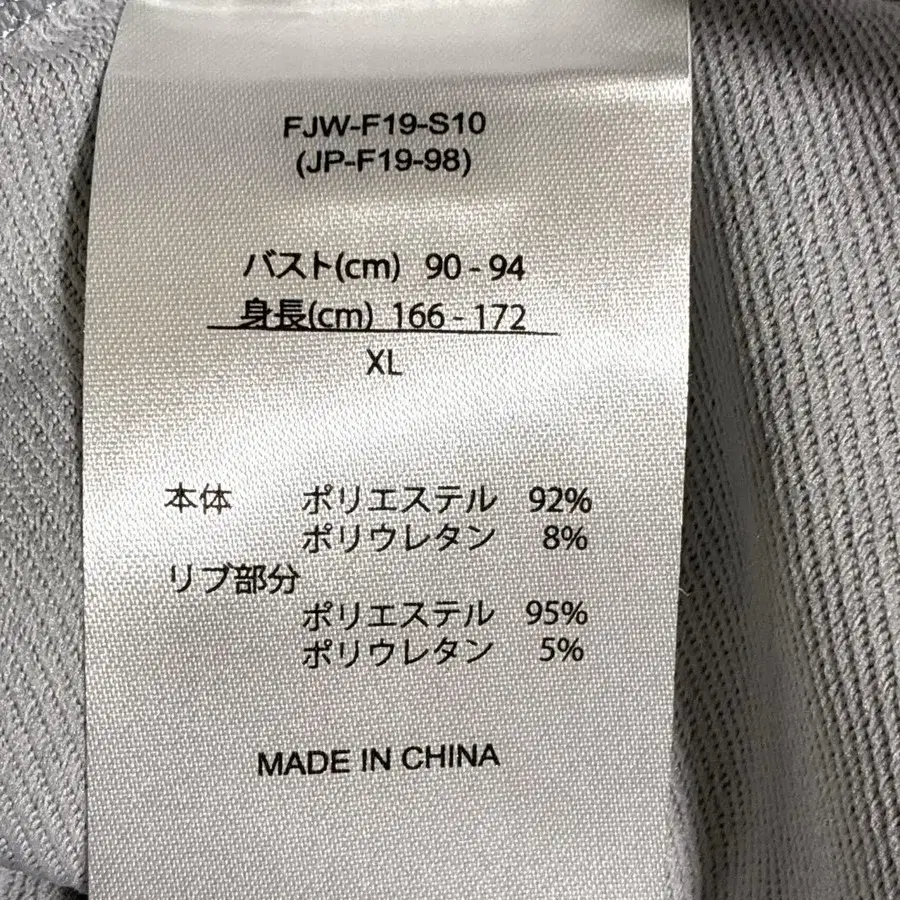 FJW-F19-S10
(JP-F19-98)
バスト(cm) 90 - 94
身長(cm) 166 - 172
XL
本体 ポリエステル 92%
ポリウレタン 8%
リブ部分
ポリエステル 95%
ポリウレタン 5%
MADE IN CHINA